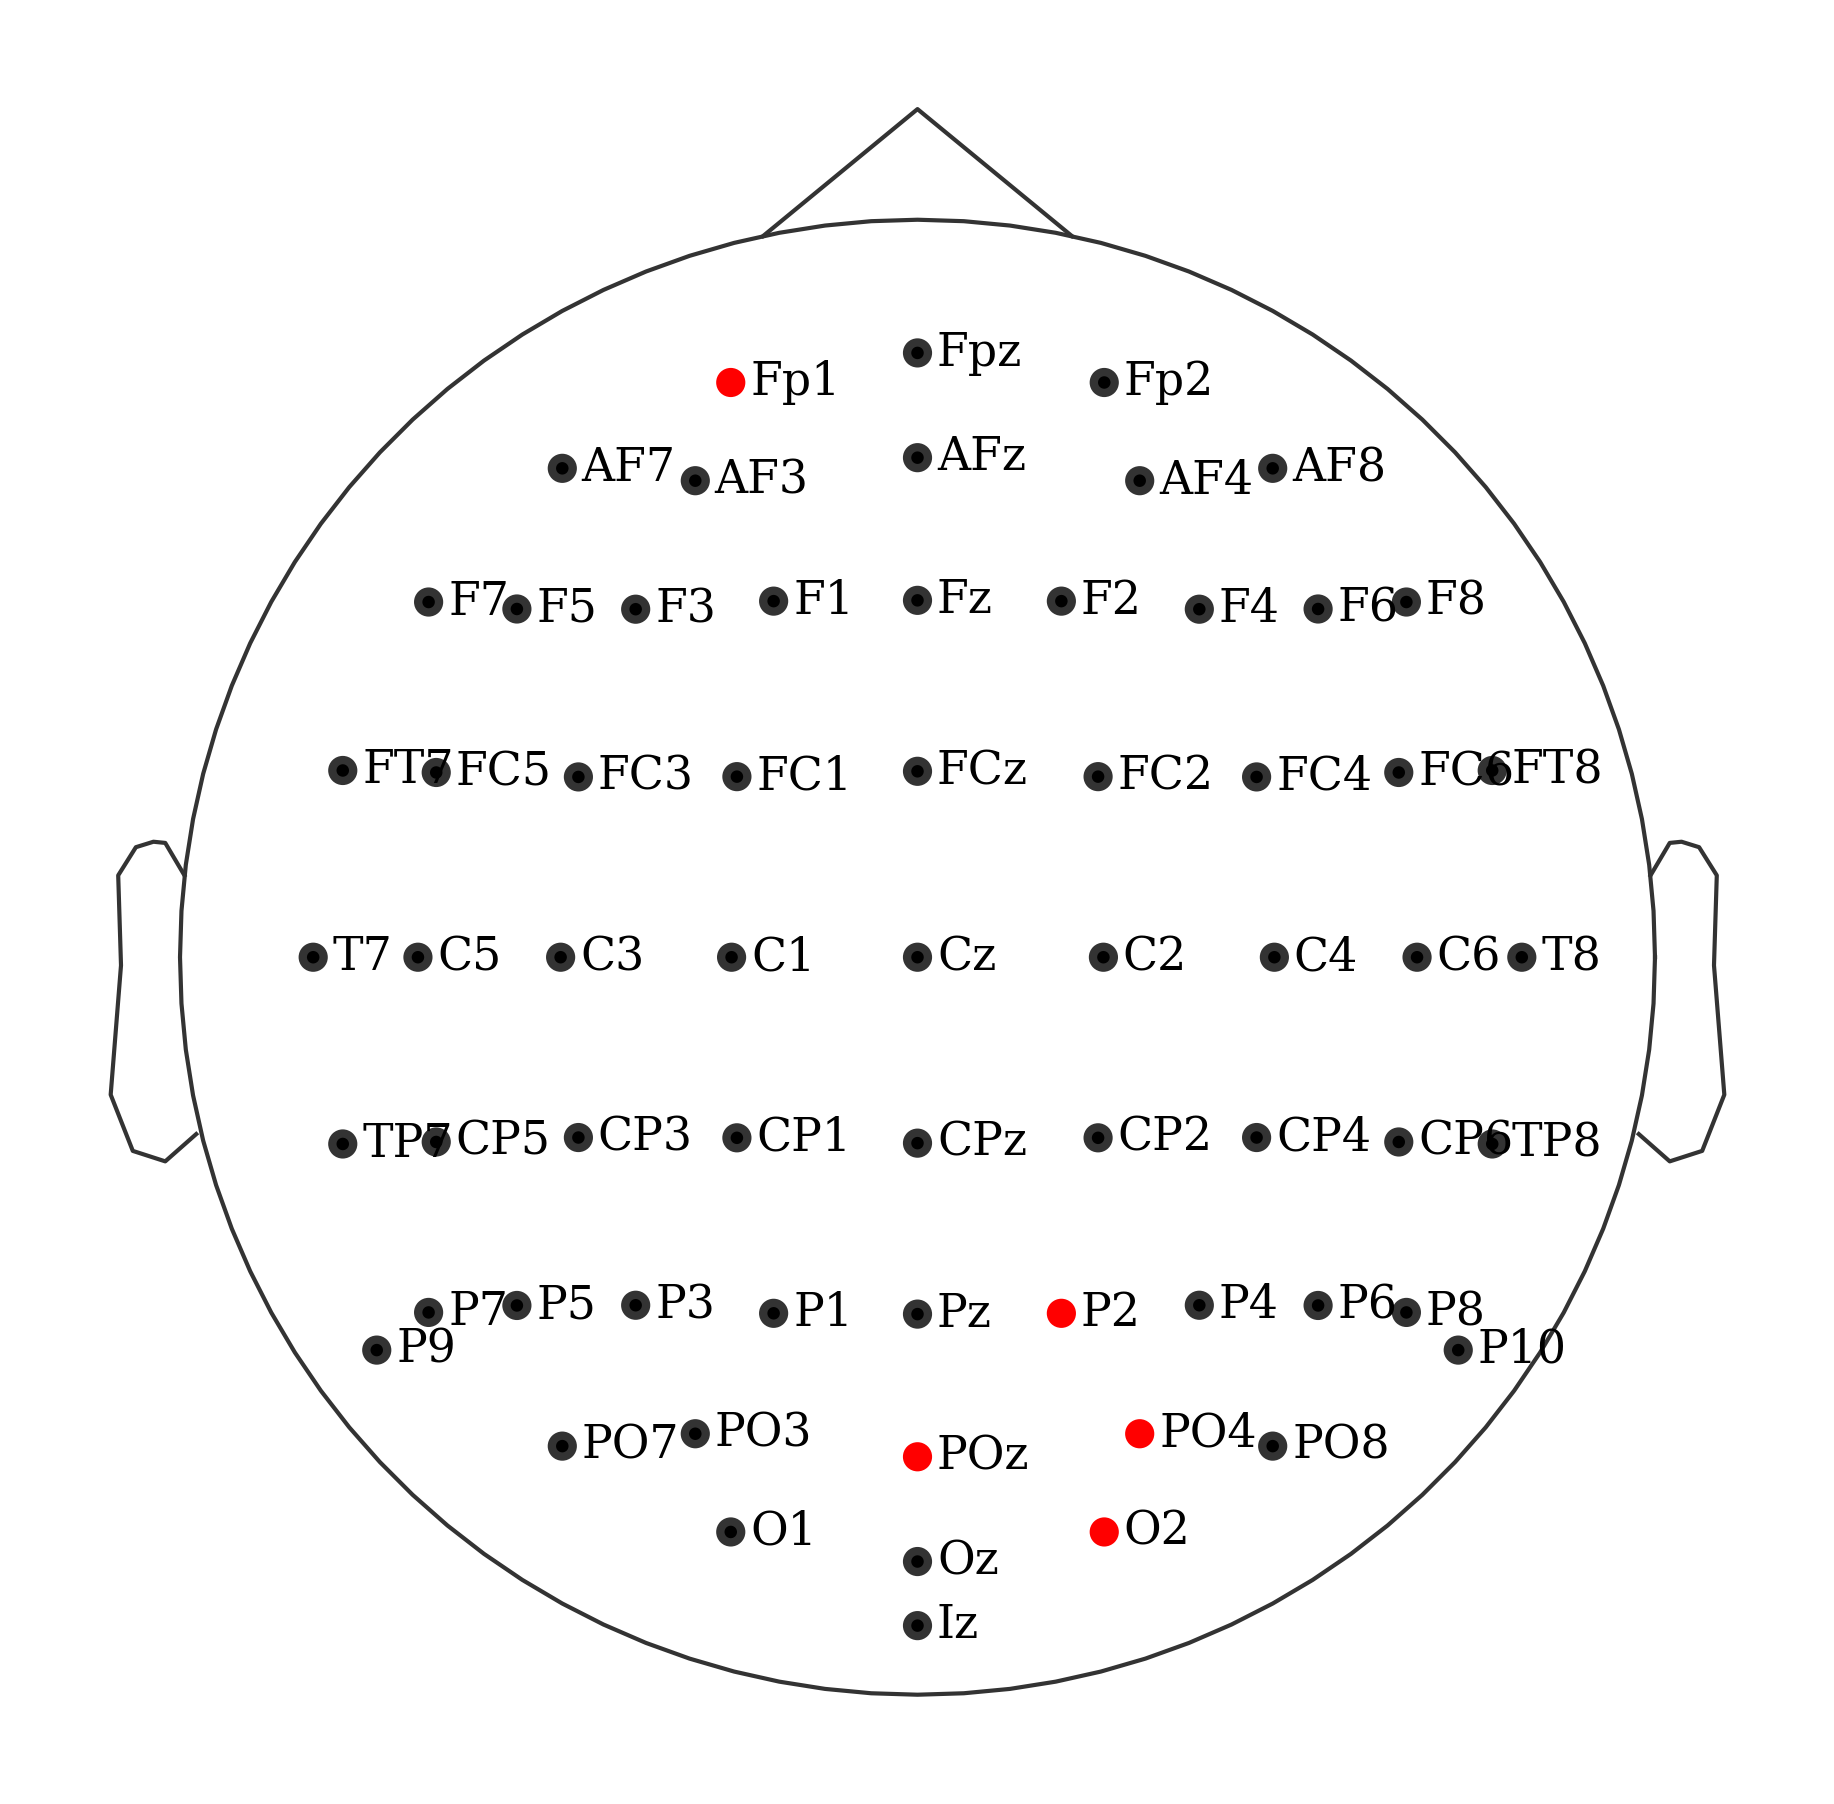 Fpz
Fp1 Fp2
AFz
AF7 AF3 AF4 AF8
F7 F5 F3 F1 Fz F2 F4 F6 F8
FT7 FC5 FC3 FC1 FCz FC2 FC4 FC6 FT8
T7 C5 C3 C1 Cz C2 C4 C6 T8
TP7 CP5 CP3 CP1 CPz CP2 CP4 CP6 TP8
P7 P5 P3 P1 Pz P2 P4 P6 P8
P9 P10
PO7 PO3 POz PO4 PO8
O1 O2
Oz
Iz